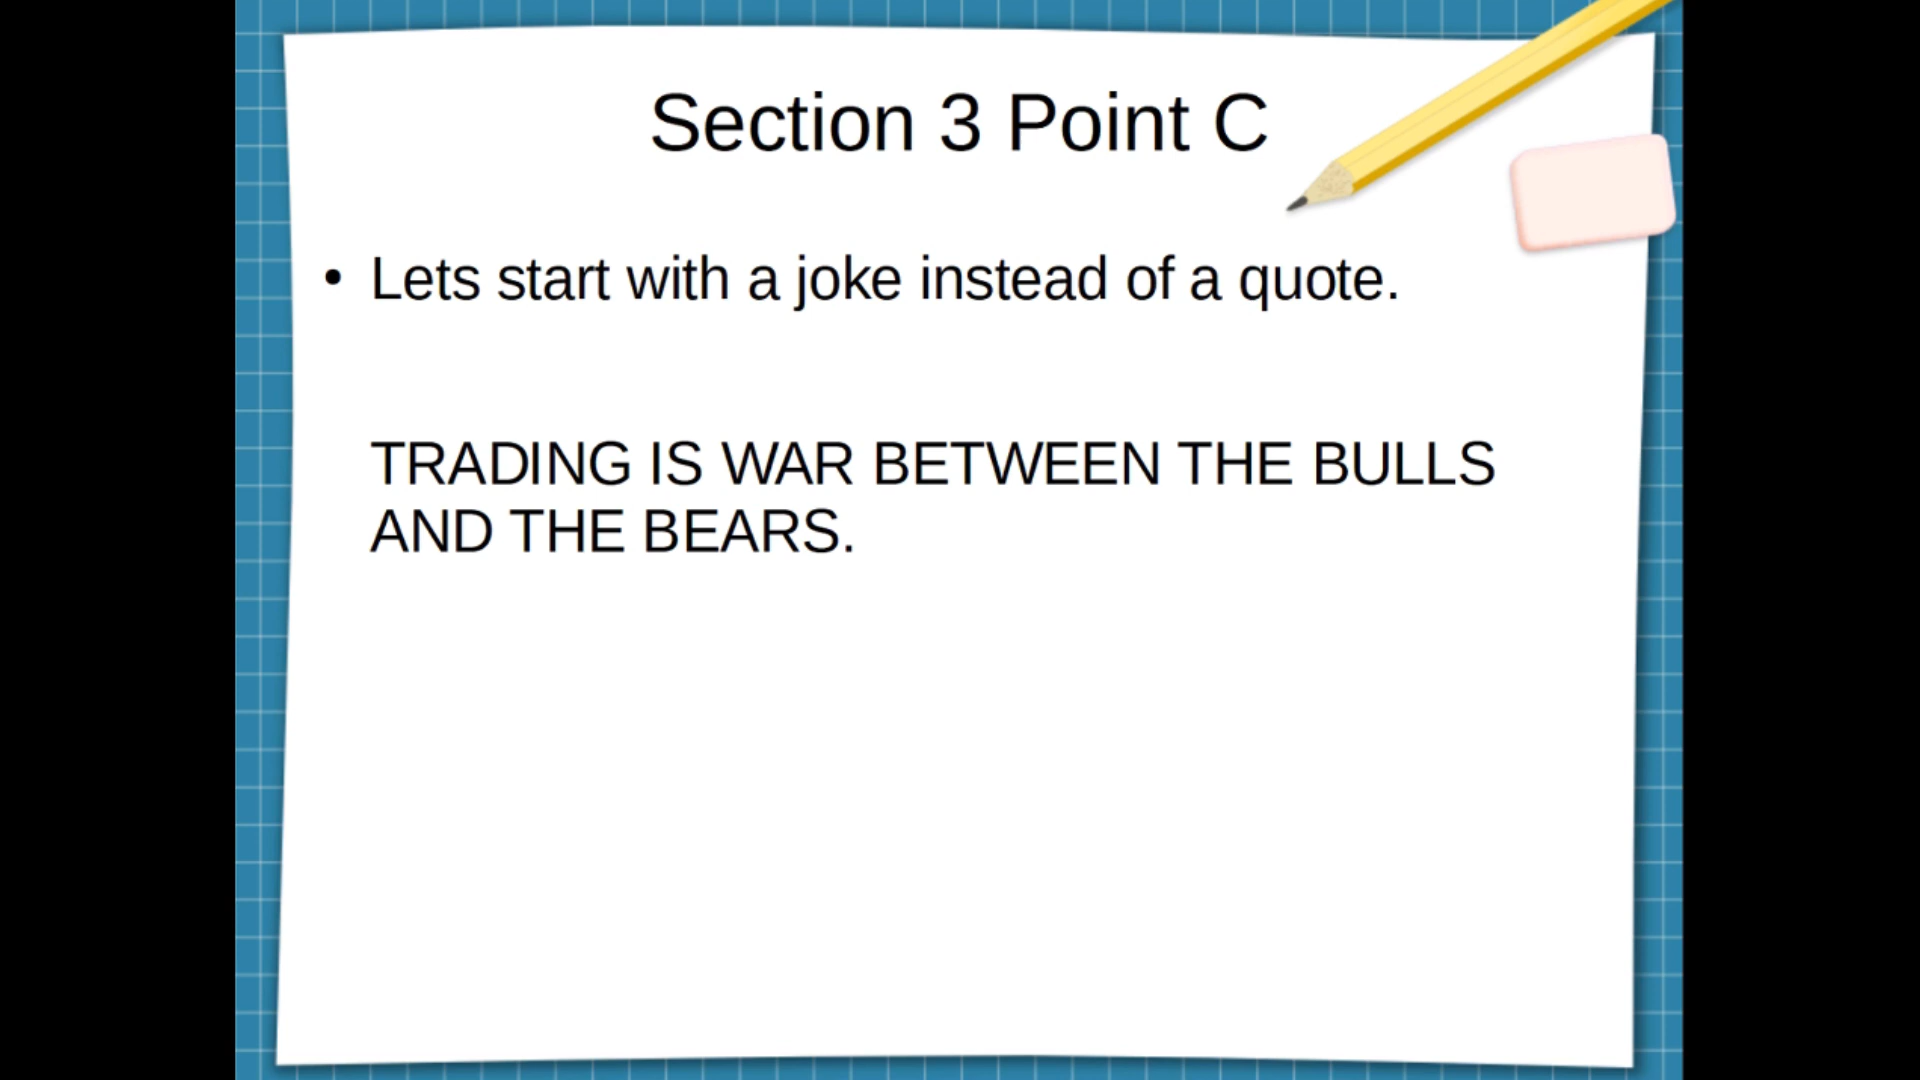 Section 3 Point C
• Lets start with a joke instead of a quote.
TRADING IS WAR BETWEEN THE BULLS
AND THE BEARS.